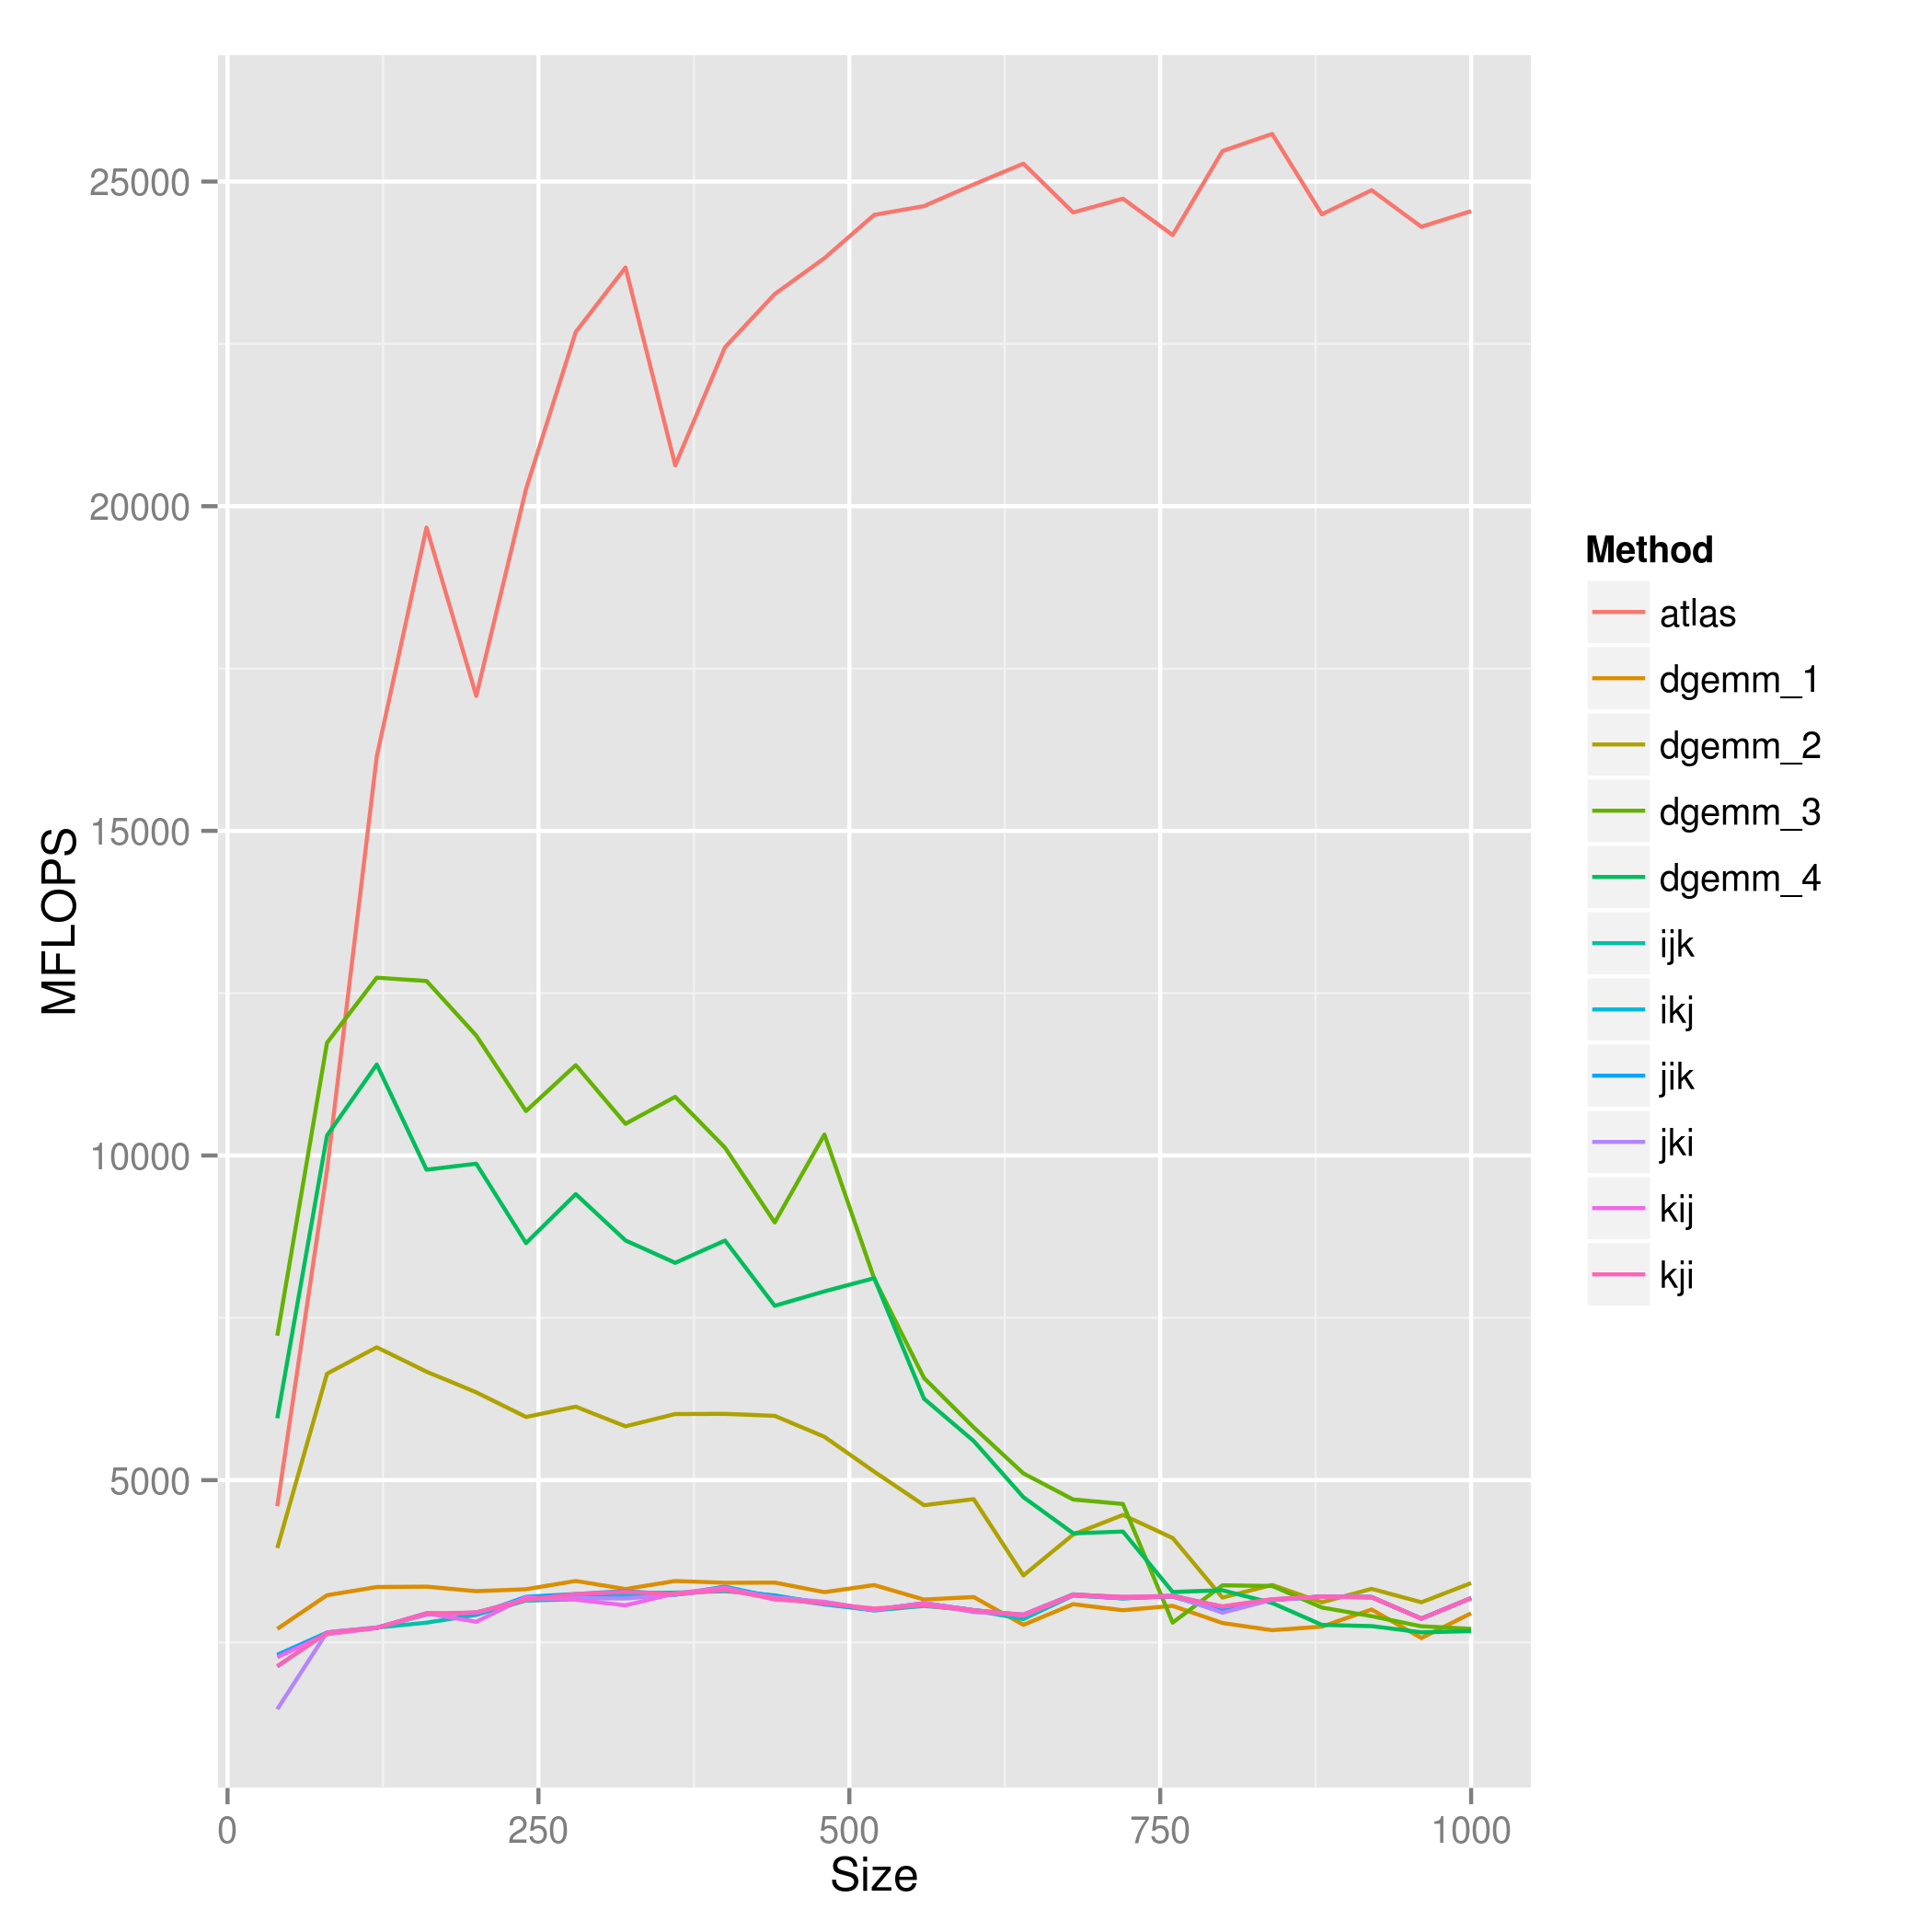 MFLOPS
25000
20000
15000
10000
5000
0
250
500
750
1000
Size
Method
atlas
dgemm_1
dgemm_2
dgemm_3
dgemm_4
ijk
ikj
jik
jki
kij
kji